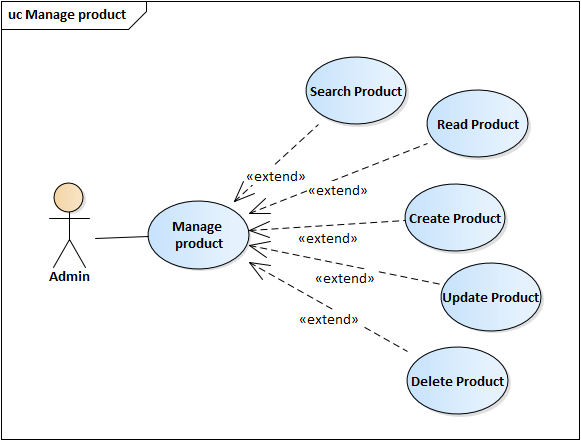 uc Manage product
Search Product
Read Product
«extend»
«extend»
Create Product
Manage
product
«extend»
Admin
«extend»
Update Product
«extend»
Delete Product